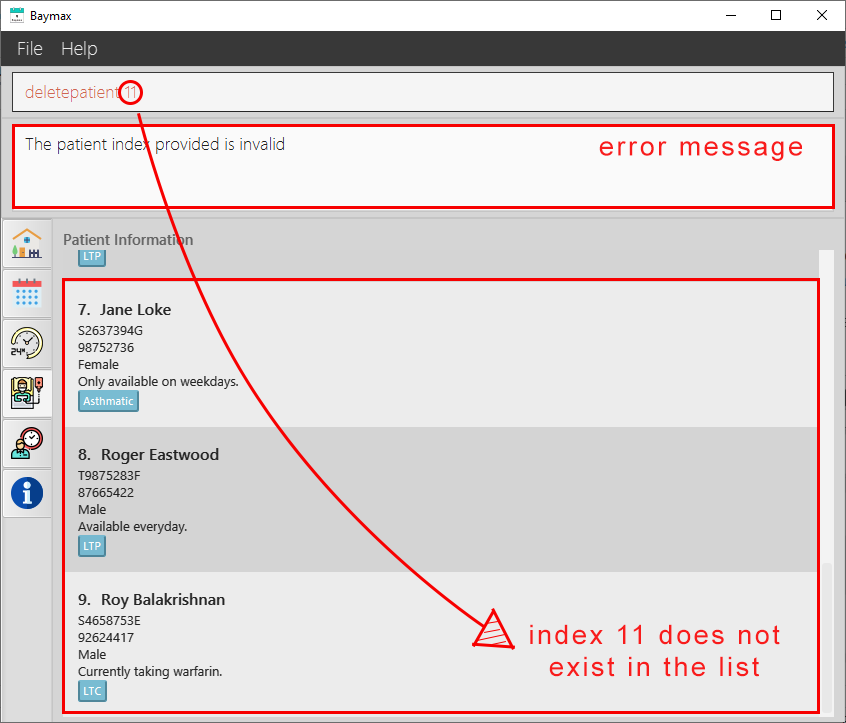 Baymax
File Help
deletepatient 11
The patient index provided is invalid
error message
Patient Information
LTP
7. Jane Loke
S2637394G
98752736
Female
Only available on weekdays.
Asthmatic
8. Roger Eastwood
T9875283F
87665422
Male
Available everyday.
LTP
9. Roy Balakrishnan
S4658753E
92624417
Male
Currently taking warfarin.
LTC
index 11 does not
exist in the list
24H